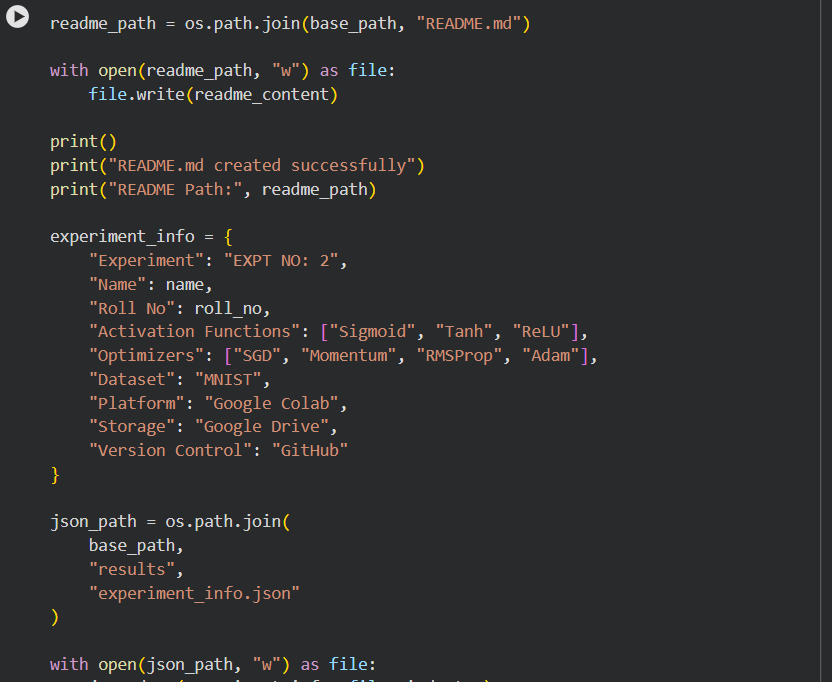 readme_path = os.path.join(base_path, "README.md")

with open(readme_path, "w") as file:
    file.write(readme_content)

print()
print("README.md created successfully")
print("README Path:", readme_path)

experiment_info = {
    "Experiment": "EXPT NO: 2",
    "Name": name,
    "Roll No": roll_no,
    "Activation Functions": ["Sigmoid", "Tanh", "ReLU"],
    "Optimizers": ["SGD", "Momentum", "RMSProp", "Adam"],
    "Dataset": "MNIST",
    "Platform": "Google Colab",
    "Storage": "Google Drive",
    "Version Control": "GitHub"
}

json_path = os.path.join(
    base_path,
    "results",
    "experiment_info.json"
)

with open(json_path, "w") as file: